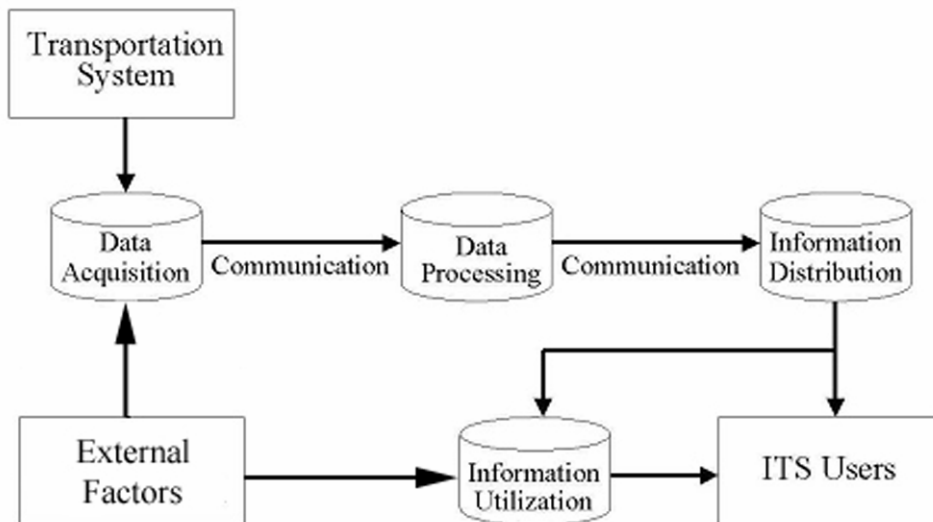 Transportation
System
Data
Acquisition
Communication
Data
Processing
Communication
Information
Distribution
External
Factors
Information
Utilization
ITS Users